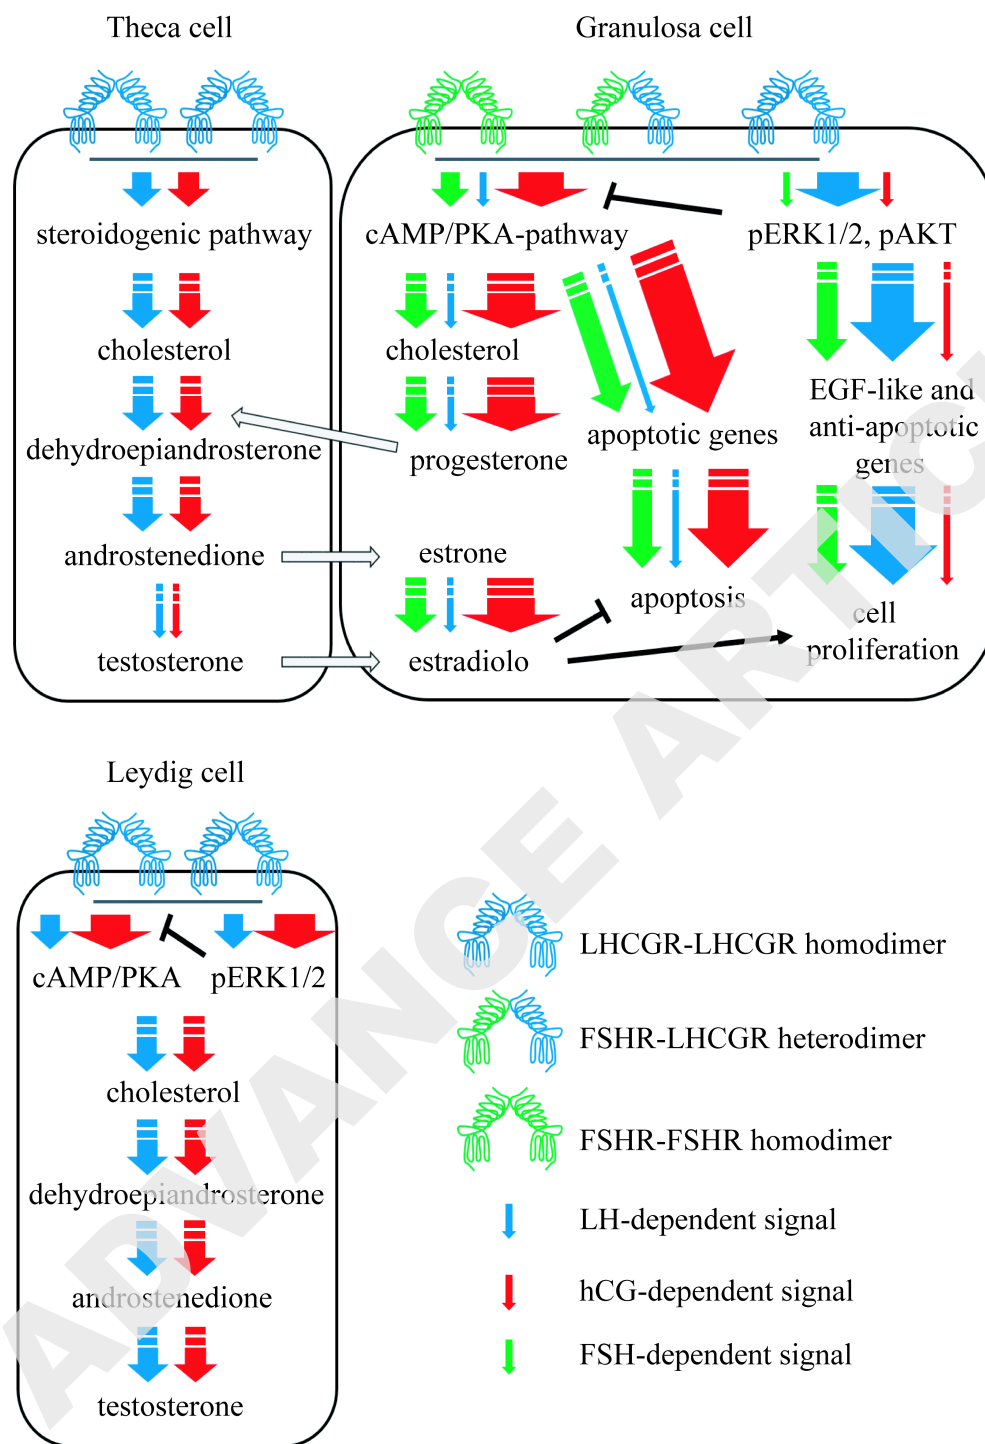 Theca cell
Granulosa cell
steroidogenic pathway
cholesterol
dehydroepiandrosterone
androstenedione
testosterone
cAMP/PKA-pathway
pERK1/2, pAKT
cholesterol
progesterone
estrone
estradiolo
apoptotic genes
apoptosis
EGF-like and
anti-apoptotic
genes
cell
proliferation
Leydig cell
cAMP/PKA
pERK1/2
cholesterol
dehydroepiandrosterone
androstenedione
testosterone
LHCGR-LHCGR homodimer
FSHR-LHCGR heterodimer
FSHR-FSHR homodimer
LH-dependent signal
hCG-dependent signal
FSH-dependent signal
ADVANCE